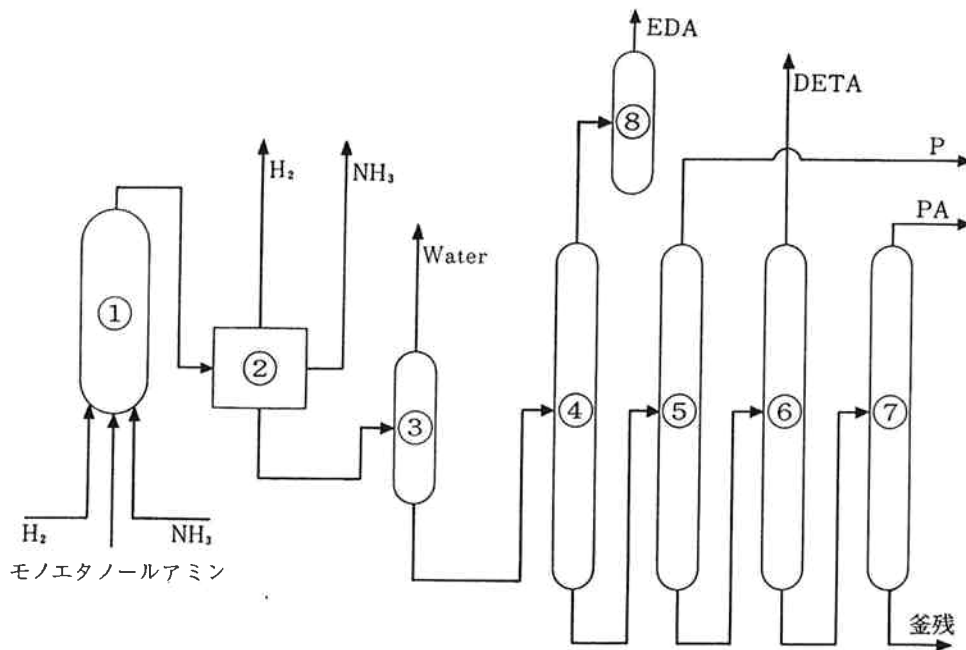 EDA
DETA
⑧
P
H₂
NH₃
PA
Water
①
②
③
④
⑤
⑥
⑦
H₂
NH₃
モノエタノールアミン
釜残